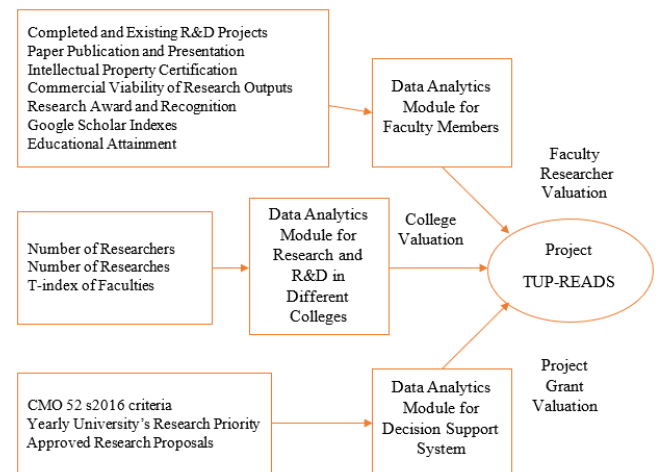 Completed and Existing R&D Projects
Paper Publication and Presentation
Intellectual Property Certification
Commercial Viability of Research Outputs
Research Award and Recognition
Google Scholar Indexes
Educational Attainment
Data Analytics
Module for
Faculty Members
Faculty
Researcher
Valuation
Number of Researchers
Number of Researches
T-index of Faculties
Data Analytics
Module for
Research and
R&D in
Different
Colleges
College
Valuation
Project
TUP-READS
CMO 52 s2016 criteria
Yearly University's Research Priority
Approved Research Proposals
Data Analytics
Module for
Decision Support
System
Project
Grant
Valuation